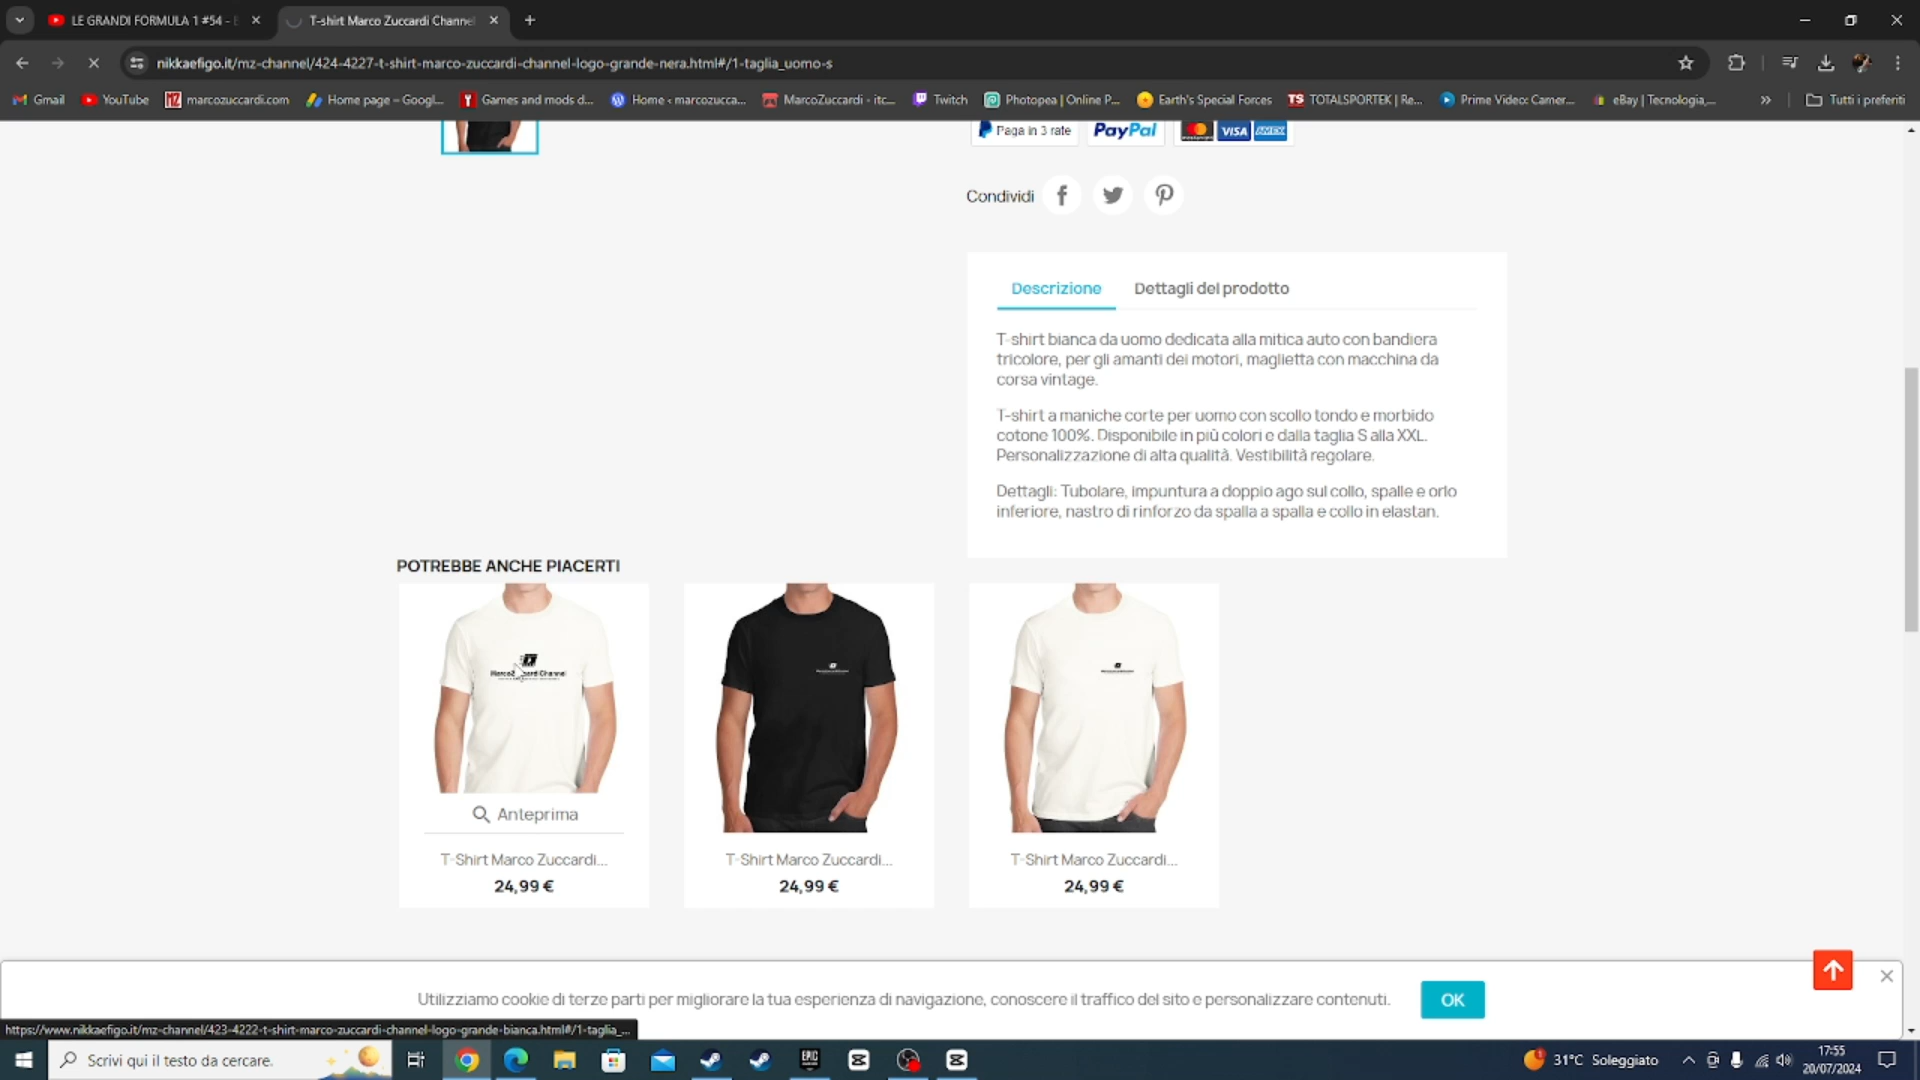 LE GRANDI FORMULA 1 #54 -
T-shirt Marco Zuccardi Channel
nikkaefigo.it/mz-channel/424-4227-t-shirt-marco-zuccardi-channel-logo-grande-nera.html#/1-taglia_uomo-s
Gmail
YouTube
marcozuccardi.com
Home page – Googl...
Games and mods d...
Home ‹ marcozucca...
MarcoZuccardi - itc...
Twitch
Photopea | Online P...
Earth's Special Forces
TOTALSPORTEK | Re...
Prime Video: Camer...
eBay | Tecnologia,...
»
Tutti i preferiti
Paga in 3 rate
PayPal
VISA
AMEX
Condividi
Descrizione
Dettagli del prodotto
T-shirt bianca da uomo dedicata alla mitica auto con bandiera
tricolore, per gli amanti dei motori, maglietta con macchina da
corsa vintage.
T-shirt a maniche corte per uomo con scollo tondo e morbido
cotone 100%. Disponibile in più colori e dalla taglia S alla XXL.
Personalizzazione di alta qualità. Vestibilità regolare.
Dettagli: Tubolare, impuntura a doppio ago sul collo, spalle e orlo
inferiore, nastro di rinforzo da spalla a spalla e collo in elastan.
POTREBBE ANCHE PIACERTI
Anteprima
T-Shirt Marco Zuccardi...
24,99 €
T-Shirt Marco Zuccardi...
24,99 €
T-Shirt Marco Zuccardi...
24,99 €
Utilizziamo cookie di terze parti per migliorare la tua esperienza di navigazione, conoscere il traffico del sito e personalizzare contenuti.
OK
https://www.nikkaefigo.it/mz-channel/423-4222-t-shirt-marco-zuccardi-channel-logo-grande-bianca.html#/1-taglia_...
Scrivi qui il testo da cercare.
EPIC
31°C Soleggiato
17:55
20/07/2024